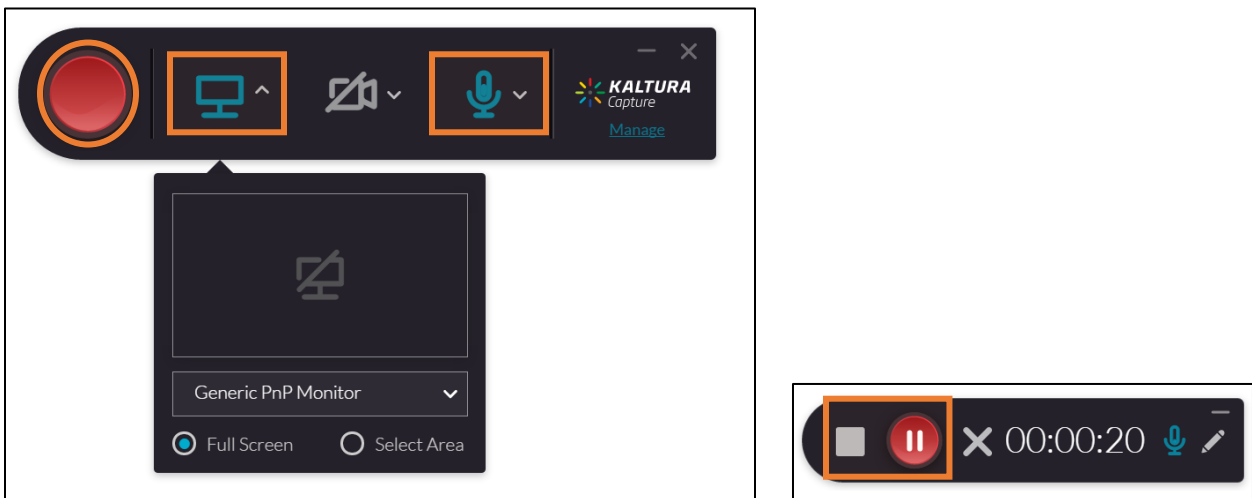 KALTURA
Capture
Manage
Generic PnP Monitor
Full Screen
Select Area
00:00:20